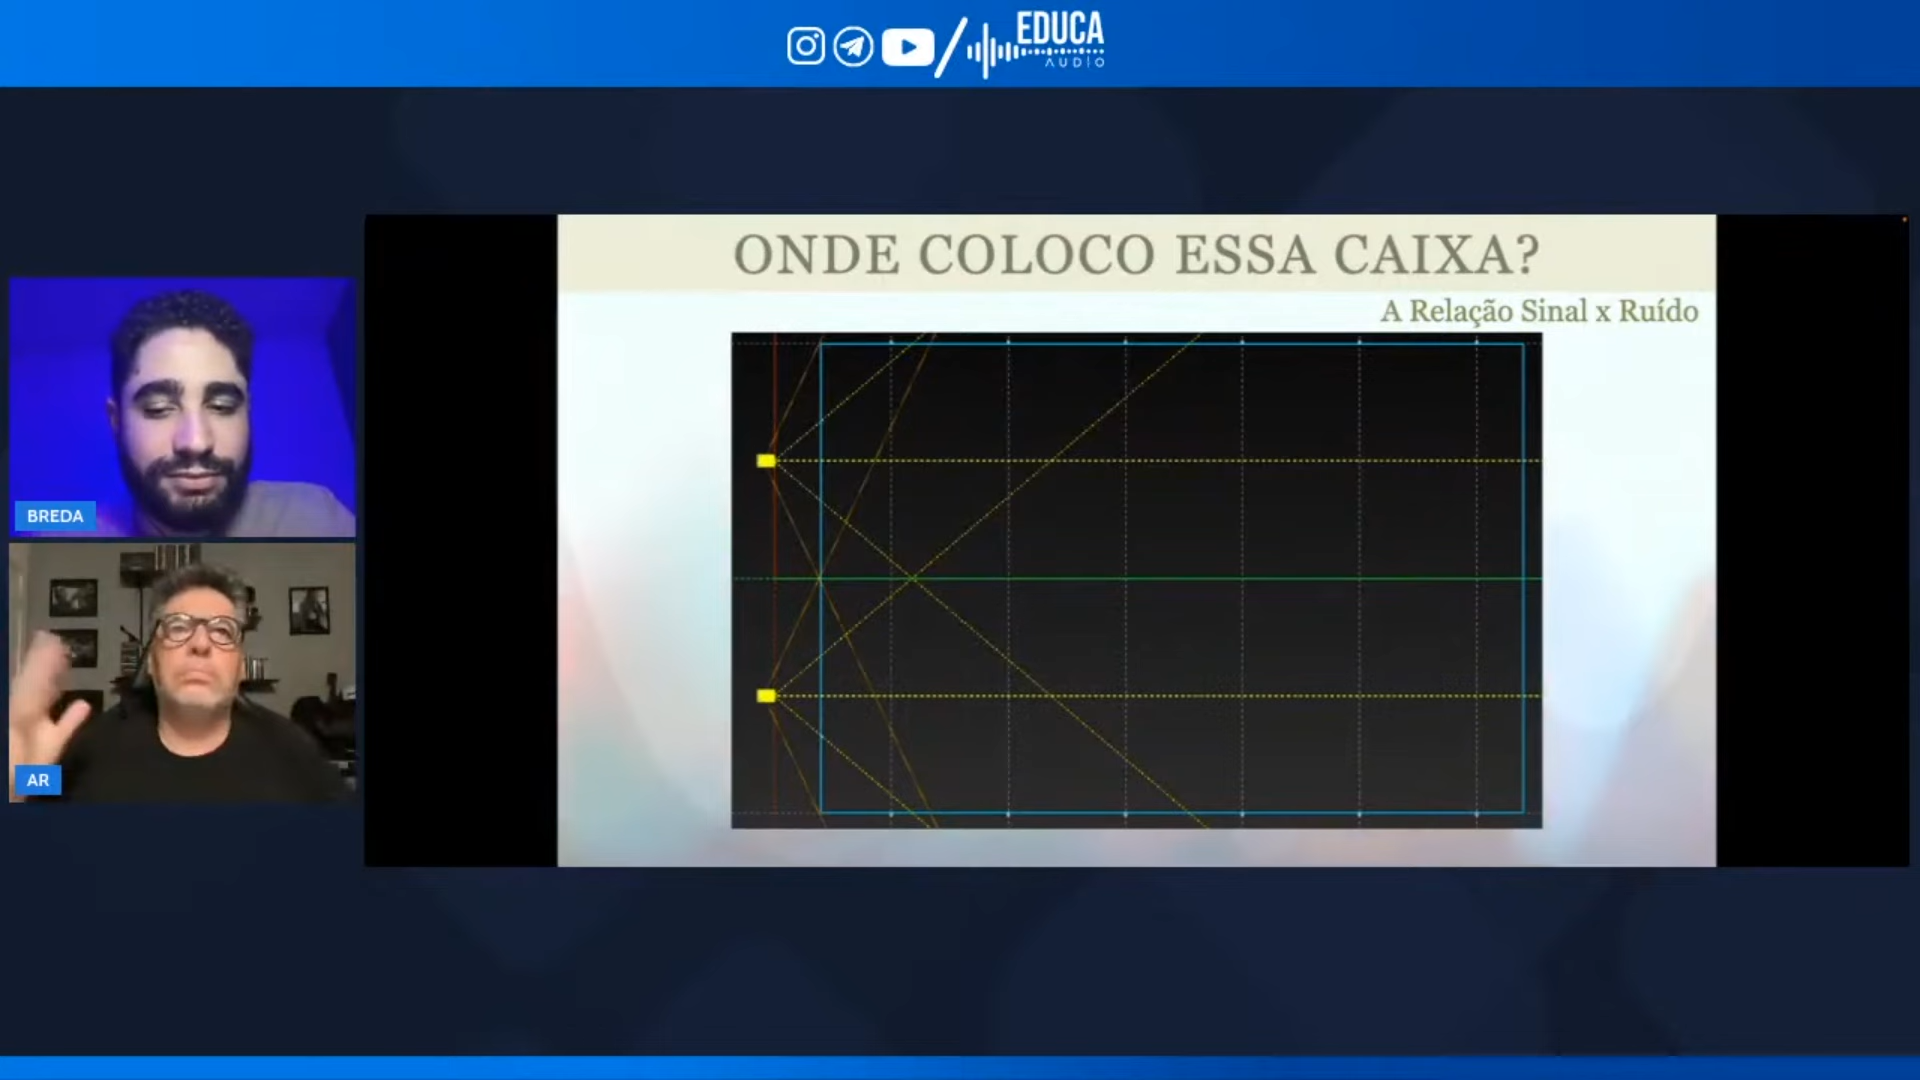 EDUCA
AUDIO
ONDE COLOCO ESSA CAIXA?
A Relação Sinal x Ruído
BREDA
AR